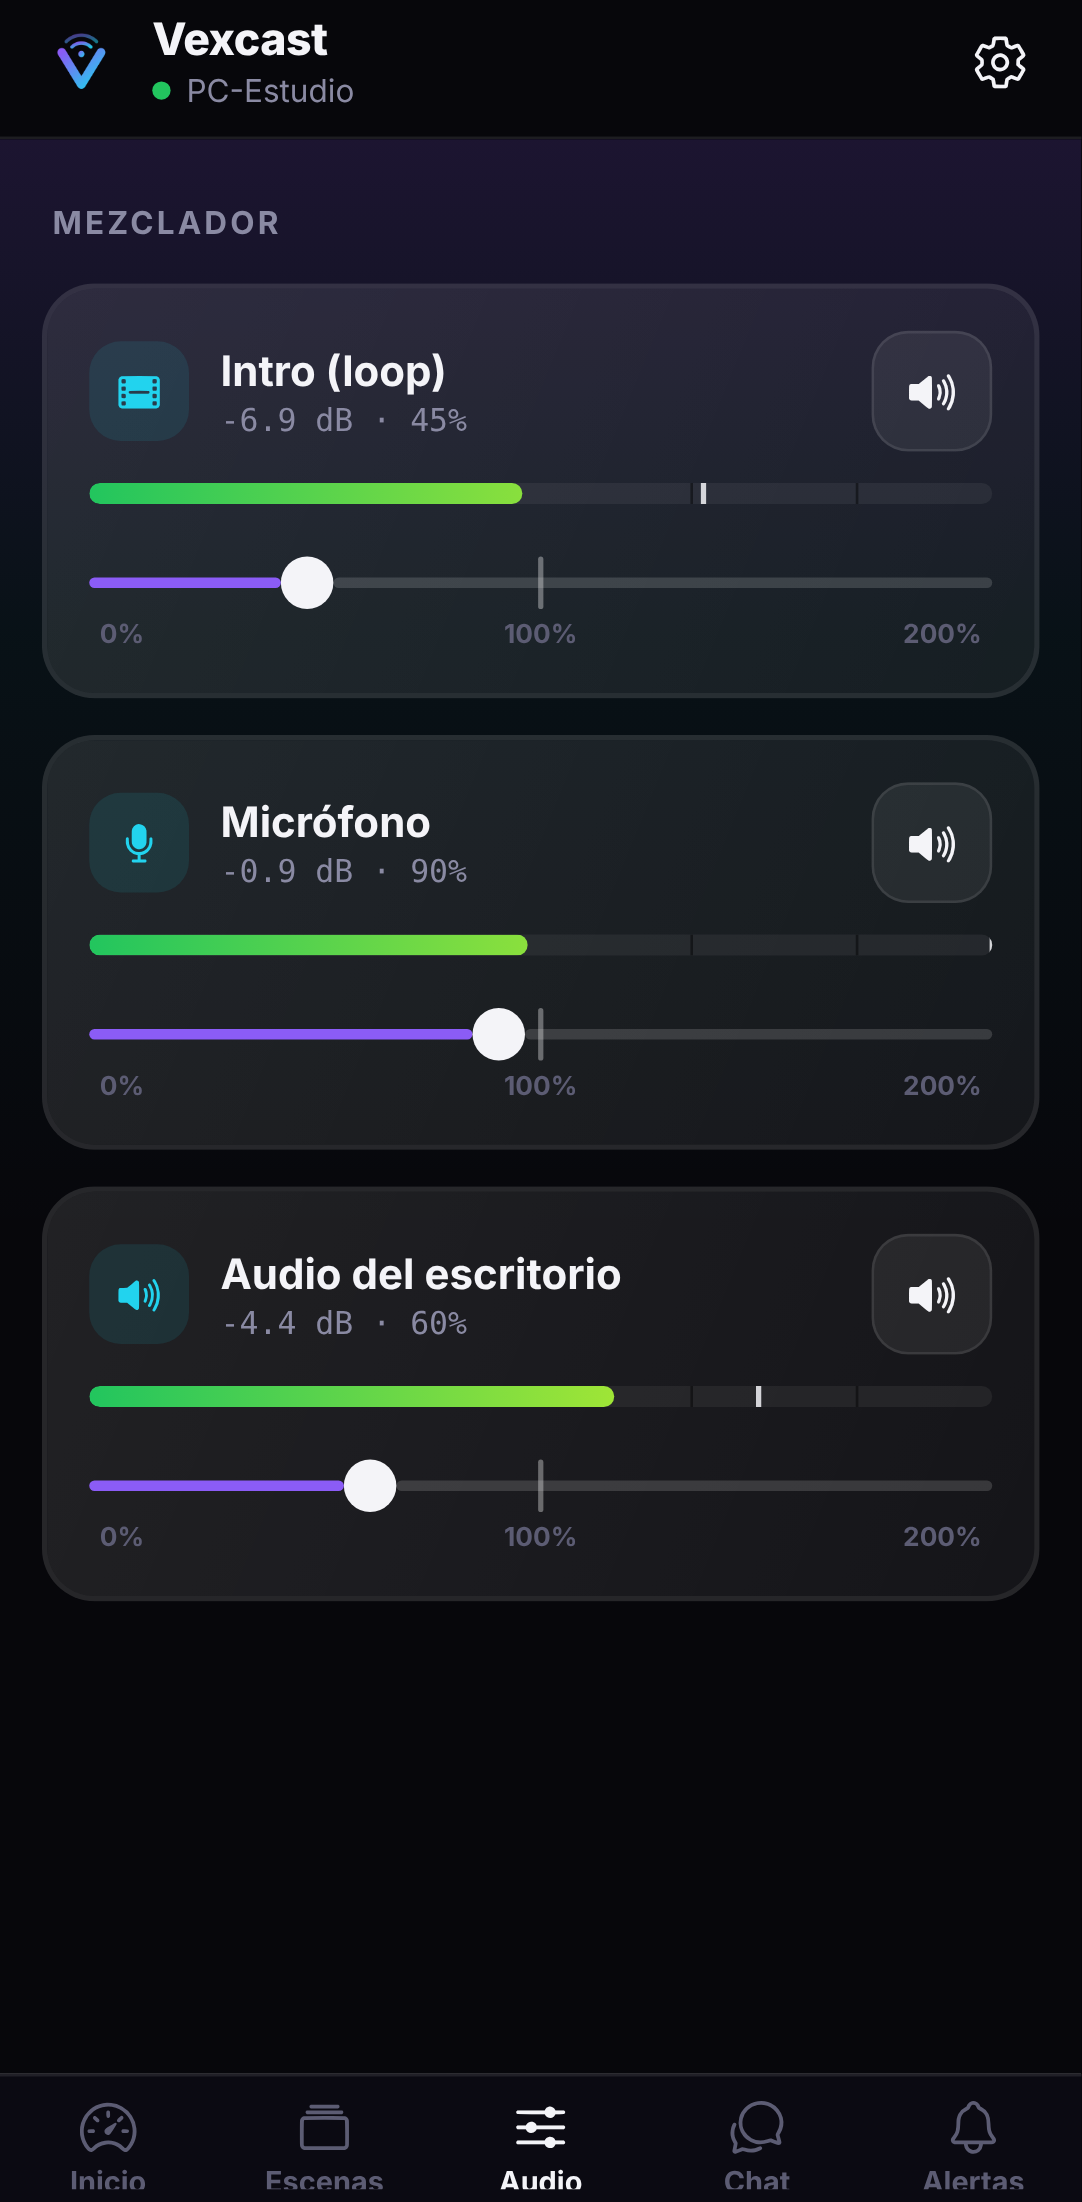 Vexcast
PC-Estudio
MEZCLADOR
Intro (loop)
-6.9 dB · 45%
0% 100% 200%
Micrófono
-0.9 dB · 90%
0% 100% 200%
Audio del escritorio
-4.4 dB · 60%
0% 100% 200%
Inicio Escenas Audio Chat Alertas